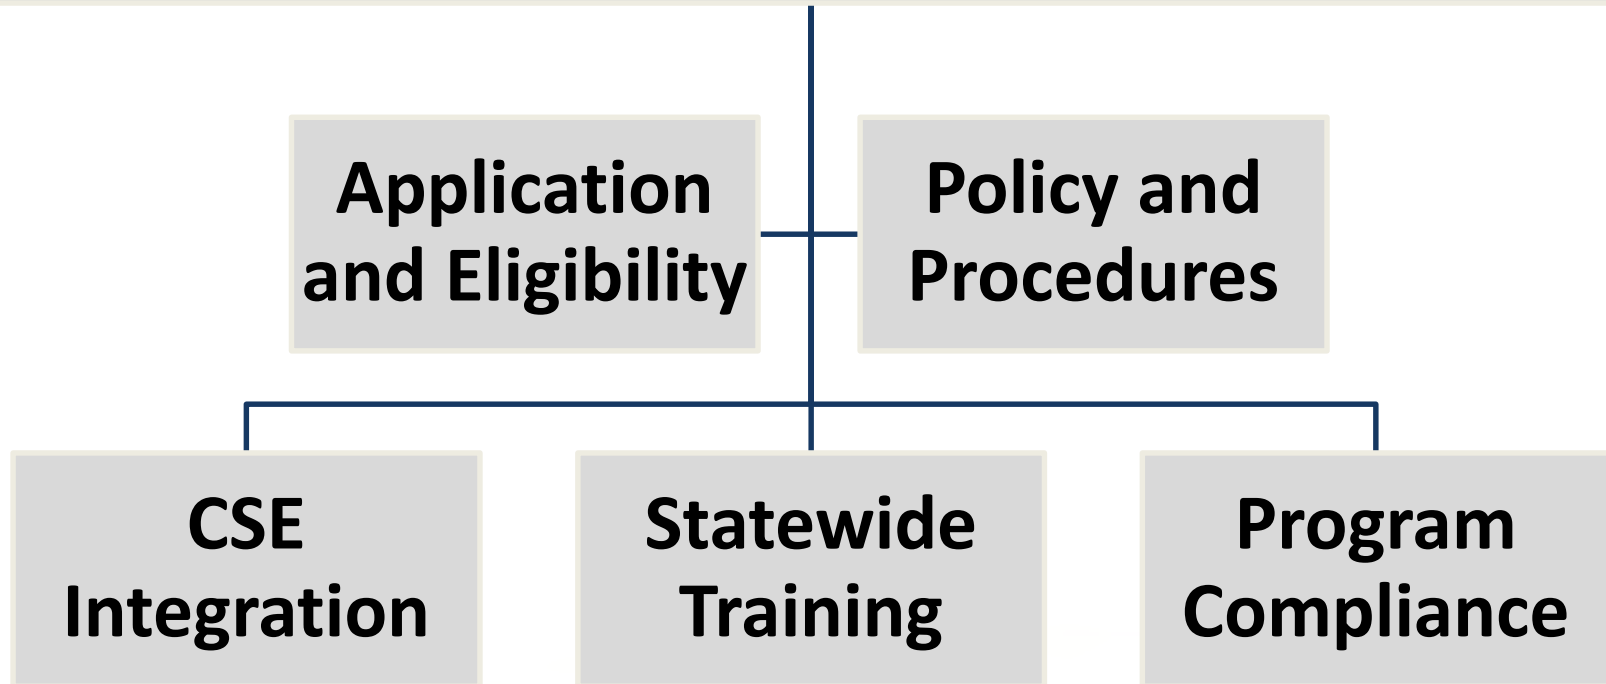 Application
and Eligibility
Policy and
Procedures
CSE
Integration
Statewide
Training
Program
Compliance